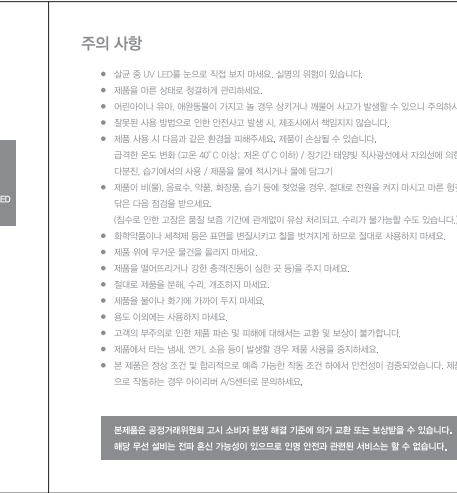 주의 사항
● 살균 중 UV LED를 눈으로 직접 보지 마세요. 실명의 위험이 있습니다.
● 제품을 마른 상태로 청결하게 관리하세요.
● 어린아이나 유아, 애완동물이 가지고 놀 경우 삼키거나 깨물어 사고가 발생할 수 있으니 주의하시
● 잘못된 사용 방법으로 인한 안전사고 발생 시, 제조사에서 책임지지 않습니다.
● 제품 사용 시 다음과 같은 환경을 피해주세요. 제품이 손상될 수 있습니다.
급격한 온도 변화 (고온 40˚C 이상; 저온 0˚C 이하) / 장기간 태양빛 직사광선에서 자외선에 의한
다분진, 습기에서의 사용 / 제품을 물에 적시거나 물에 담그기
● 제품이 비(물), 음료수, 약품, 화장품, 습기 등에 젖었을 경우, 절대로 전원을 켜지 마시고 마른 헝겊
닦은 다음 점검을 받으세요.
(침수로 인한 고장은 품질 보증 기간에 관계없이 유상 처리되고, 수리가 불가능할 수도 있습니다.)
● 화학약품이나 세척제 등은 표면을 변질시키고 칠을 벗겨지게 하므로 절대로 사용하지 마세요.
● 제품 위에 무거운 물건을 올리지 마세요.
● 제품을 떨어뜨리거나 강한 충격(진동이 심한 곳 등)을 주지 마세요.
● 절대로 제품을 분해, 수리, 개조하지 마세요.
● 제품을 불이나 화기에 가까이 두지 마세요.
● 용도 이외에는 사용하지 마세요.
● 고객의 부주의로 인한 제품 파손 및 피해에 대해서는 교환 및 보상이 불가합니다.
● 제품에서 타는 냄새, 연기, 소음 등이 발생할 경우 제품 사용을 중지하세요.
● 본 제품은 정상 조건 및 합리적으로 예측 가능한 작동 조건 하에서 안전성이 검증되었습니다. 제품
으로 작동하는 경우 아이리버 A/S센터로 문의하세요.
ED
본제품은 공정거래위원회 고시 소비자 분쟁 해결 기준에 의거 교환 또는 보상받을 수 있습니다.
해당 무선 설비는 전파 혼신 가능성이 있으므로 인명 안전과 관련된 서비스는 할 수 없습니다.